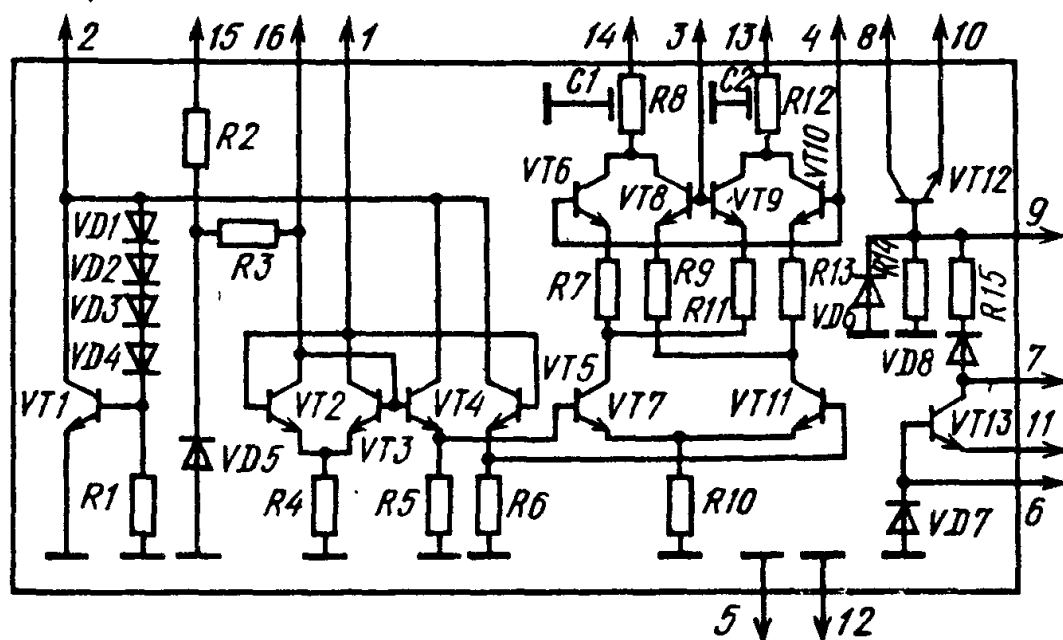 2 15 16 1 14 3 13 4 8 10
C1 R8 C2 R12
R2 VT10
VT6 VT8 VT9 VT12
VD1 9
R3
VD2 R7 R9 R11 R13 VD6 R14 R15
VD3
VD4 VT5 VD8 7
VT1 VT2 VT4 VT7 VT11 VT13 11
VD5 VT3
R1 R4 R5 R6 R10 VD7 6
5 12